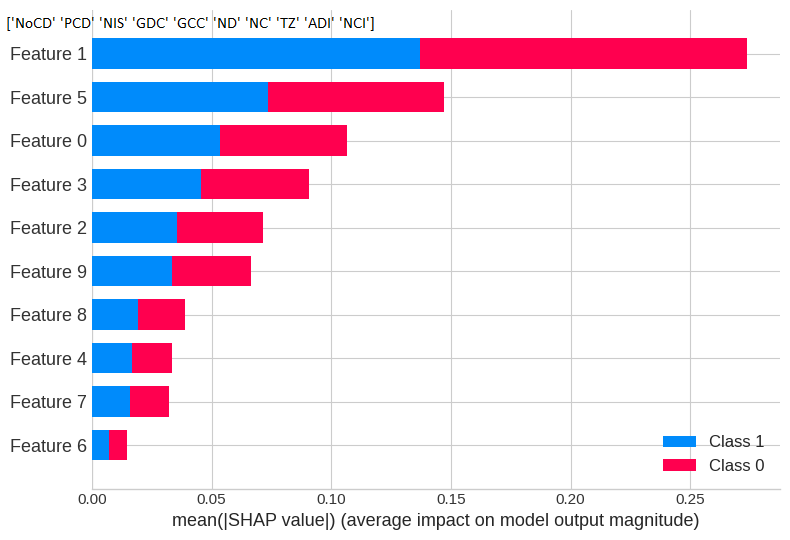 ['NoCD' 'PCD' 'NIS' 'GDC' 'GCC' 'ND' 'NC' 'TZ' 'ADI' 'NCI']
Feature 1
Feature 5
Feature 0
Feature 3
Feature 2
Feature 9
Feature 8
Feature 4
Feature 7
Feature 6
Class 1
Class 0
0.00 0.05 0.10 0.15 0.20 0.25
mean(|SHAP value|) (average impact on model output magnitude)